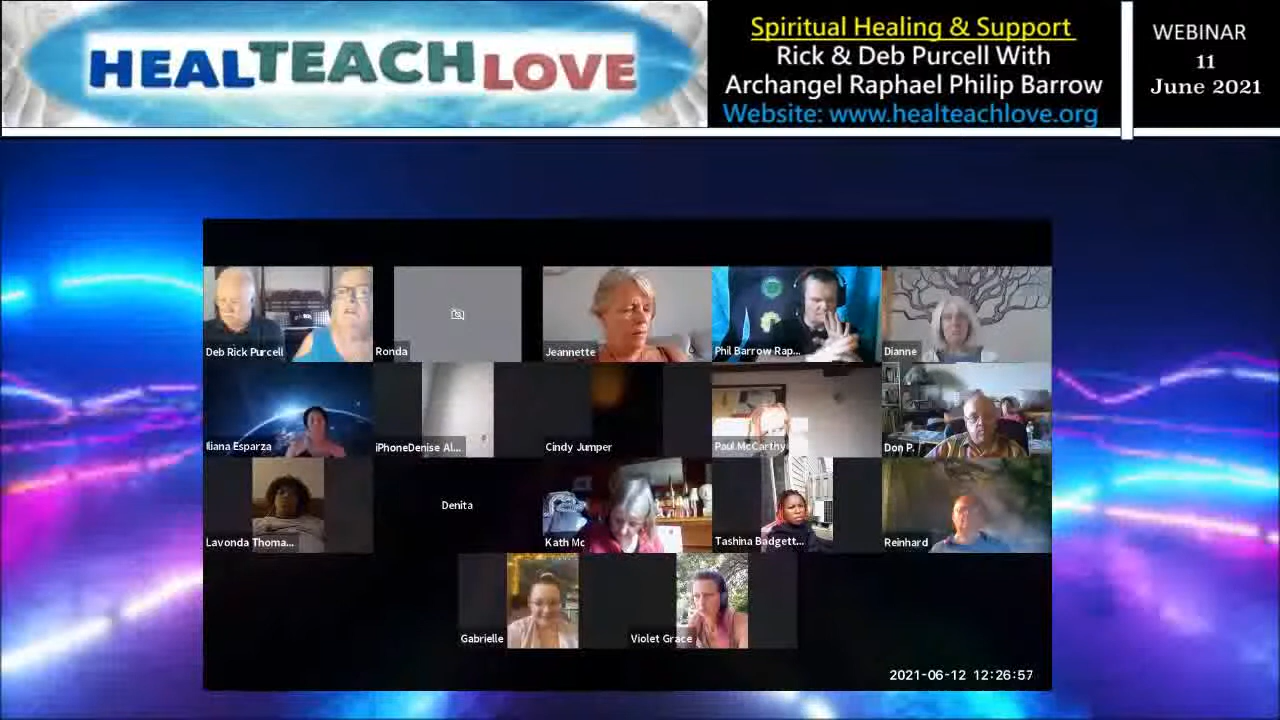 HEALTEACHLOVE
Spiritual Healing & Support
Rick & Deb Purcell With
Archangel Raphael Philip Barrow
Website: www.healteachlove.org
WEBINAR
11
June 2021
Deb Rick Purcell
Ronda
Jeannette
Phil Barrow Rap...
Dianne
Iliana Esparza
iPhoneDenise Al...
Cindy Jumper
Paul McCarthy
Don P.
Lavonda Thoma...
Denita
Kath Mc
Tashina Badgett...
Reinhard
Gabrielle
Violet Grace
2021-06-12 12:26:57